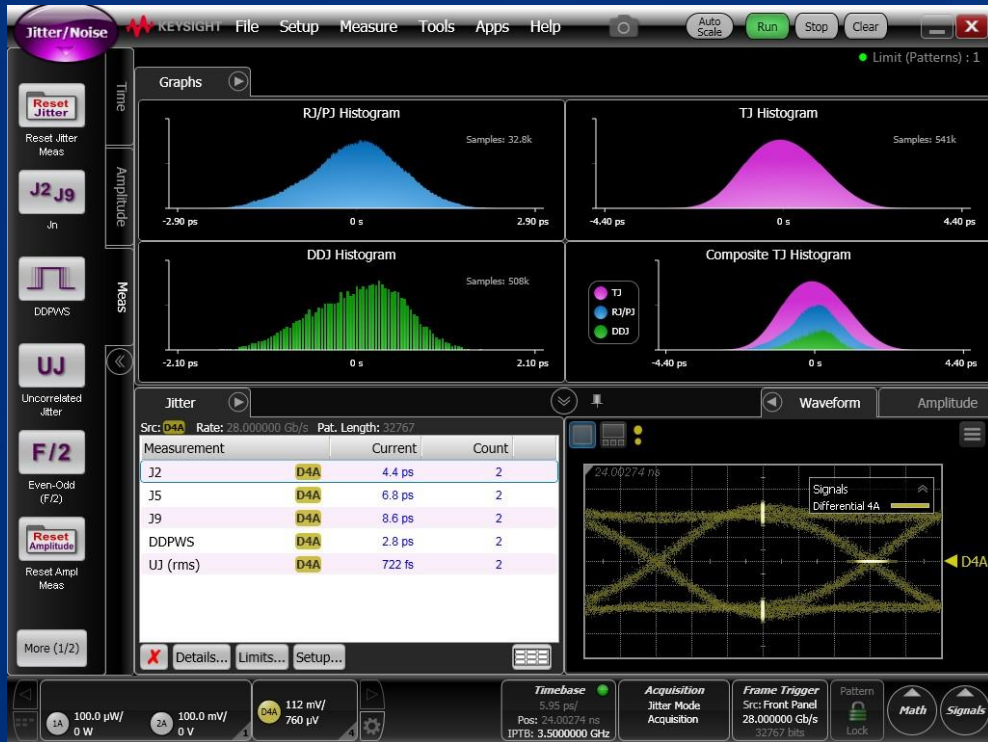 Jitter/Noise
KEYSIGHT File Setup Measure Tools Apps Help
Auto Scale
Run Stop Clear
X
Limit (Patterns) : 1
Reset Jitter
Reset Jitter Meas
J2 J9
Jn
DDPWS
UJ
Uncorrelated Jitter
F/2
Even-Odd (F/2)
Reset Amplitude
Reset Ampl Meas
More (1/2)
Time
Amplitude
Meas
Graphs
RJ/PJ Histogram
Samples: 32.8k
-2.90 ps 0 s 2.90 ps
TJ Histogram
Samples: 541k
-4.40 ps 0 s 4.40 ps
DDJ Histogram
Samples: 508k
-2.10 ps 0 s 2.10 ps
Composite TJ Histogram
TJ
RJ/PJ
DDJ
-4.40 ps 0 s 4.40 ps
Jitter
Src: D4A Rate: 28.000000 Gb/s Pat. Length: 32767
Measurement Current Count
J2 D4A 4.4 ps 2
J5 D4A 6.8 ps 2
J9 D4A 8.6 ps 2
DDPWS D4A 2.8 ps 2
UJ (rms) D4A 722 fs 2
X Details... Limits... Setup...
Waveform Amplitude
24.00274 ns
Signals
Differential 4A
D4A
1A 100.0 µW/
0 W
2A 100.0 mV/
0 V
1
D4A 112 mV/
760 µV
4
Timebase
5.95 ps/
Pos: 24.00274 ns
IPTB: 3.5000000 GHz
Acquisition
Jitter Mode
Acquisition
Frame Trigger
Src: Front Panel
28.000000 Gb/s
32767 bits
Pattern
Lock
Math
Signals